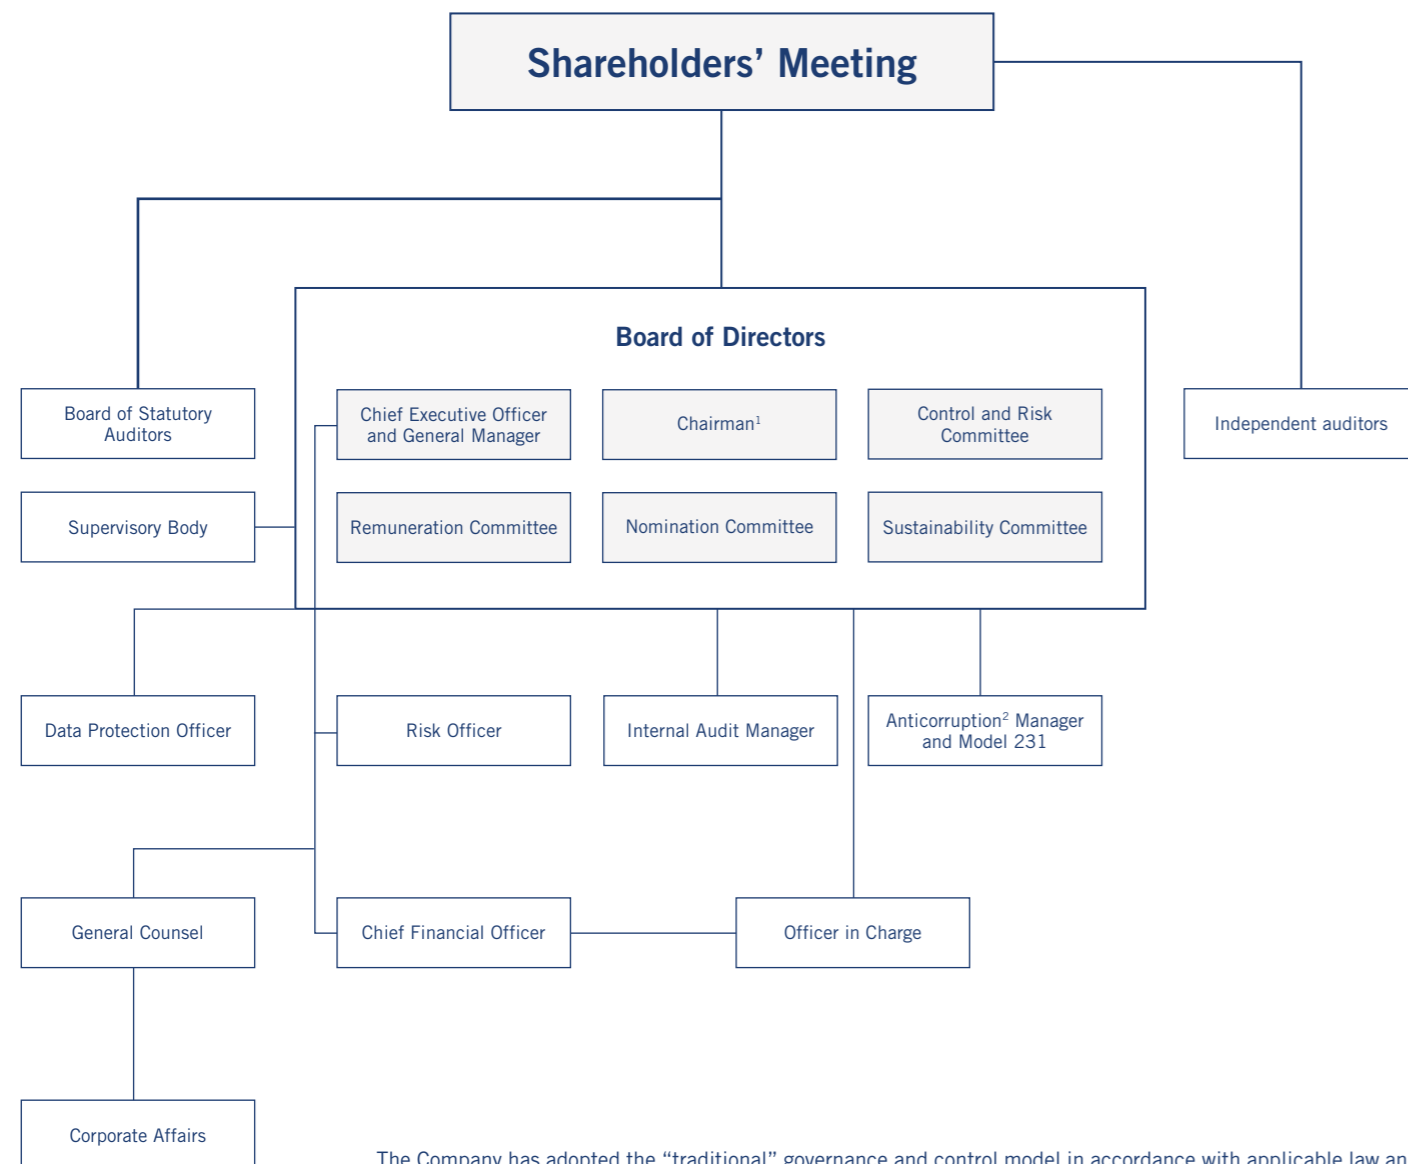 Shareholders’ Meeting
Board of Directors
Board of Statutory
Auditors
Chief Executive Officer
and General Manager
Chairman1
Control and Risk
Committee
Independent auditors
Supervisory Body
Remuneration Committee
Nomination Committee
Sustainability Committee
Data Protection Officer
Risk Officer
Internal Audit Manager
Anticorruption2 Manager
and Model 231
General Counsel
Chief Financial Officer
Officer in Charge
Corporate Affairs
The Company has adopted the “traditional” governance and control model in accordance with applicable law an